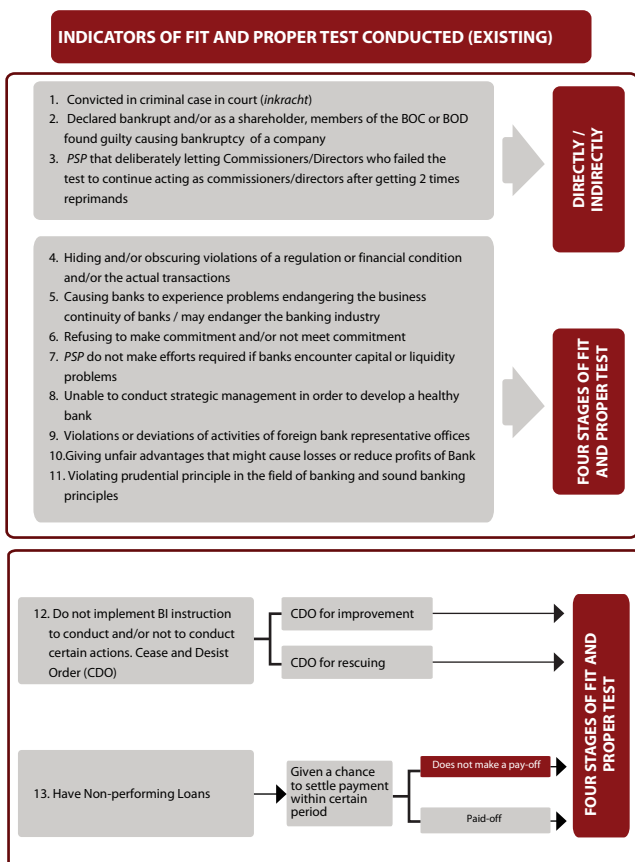 INDICATORS OF FIT AND PROPER TEST CONDUCTED (EXISTING)
1. Convicted in criminal case in court (inkracht)
2. Declared bankrupt and/or as a shareholder, members of the BOC or BOD
found guilty causing bankruptcy of a company
3. PSP that deliberately letting Commissioners/Directors who failed the
test to continue acting as commissioners/directors after getting 2 times
reprimands
DIRECTLY /
INDIRECTLY
4. Hiding and/or obscuring violations of a regulation or financial condition
and/or the actual transactions
5. Causing banks to experience problems endangering the business
continuity of banks / may endanger the banking industry
6. Refusing to make commitment and/or not meet commitment
7. PSP do not make efforts required if banks encounter capital or liquidity
problems
8. Unable to conduct strategic management in order to develop a healthy
bank
9. Violations or deviations of activities of foreign bank representative offices
10.Giving unfair advantages that might cause losses or reduce profits of Bank
11. Violating prudential principle in the field of banking and sound banking
principles
FOUR STAGES OF FIT
AND PROPER TEST
12. Do not implement BI instruction
to conduct and/or not to conduct
certain actions. Cease and Desist
Order (CDO)
CDO for improvement
CDO for rescuing
13. Have Non-performing Loans
Given a chance
to settle payment
within certain
period
Does not make a pay-off
Paid-off
FOUR STAGES OF FIT AND
PROPER TEST